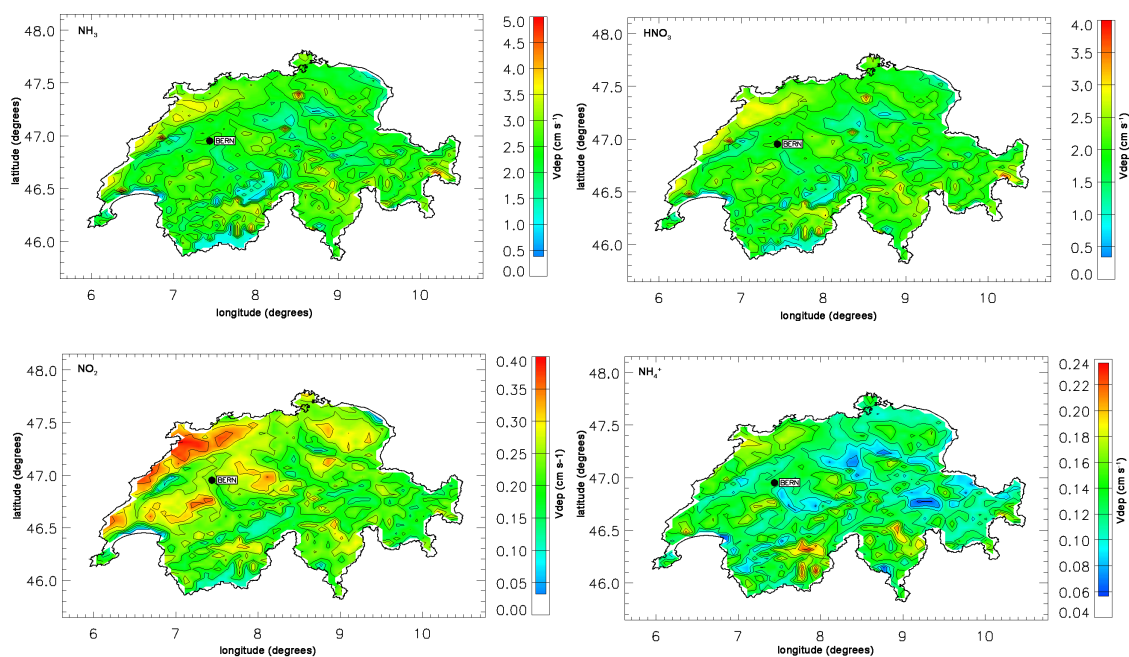 NH₃
48.0
47.5
47.0
46.5
46.0
latitude (degrees)
6 7 8 9 10
longitude (degrees)
BERN
5.0
4.5
4.0
3.5
3.0
2.5
2.0
1.5
1.0
0.5
0.0
Vdep (cm s⁻¹)
HNO₃
48.0
47.5
47.0
46.5
46.0
latitude (degrees)
6 7 8 9 10
longitude (degrees)
BERN
4.0
3.5
3.0
2.5
2.0
1.5
1.0
0.5
0.0
Vdep (cm s⁻¹)
NO₂
48.0
47.5
47.0
46.5
46.0
latitude (degrees)
6 7 8 9 10
longitude (degrees)
BERN
0.40
0.35
0.30
0.25
0.20
0.15
0.10
0.05
0.00
Vdep (cm s-1)
NH₄⁺
48.0
47.5
47.0
46.5
46.0
latitude (degrees)
6 7 8 9 10
longitude (degrees)
BERN
0.24
0.22
0.20
0.18
0.16
0.14
0.12
0.10
0.08
0.06
0.04
Vdep (cm s⁻¹)